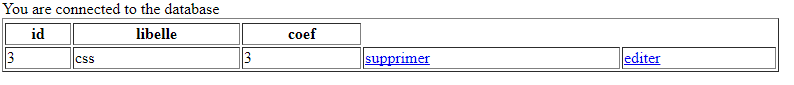 You are connected to the database
id libelle coef
3 css 3 supprimer editer